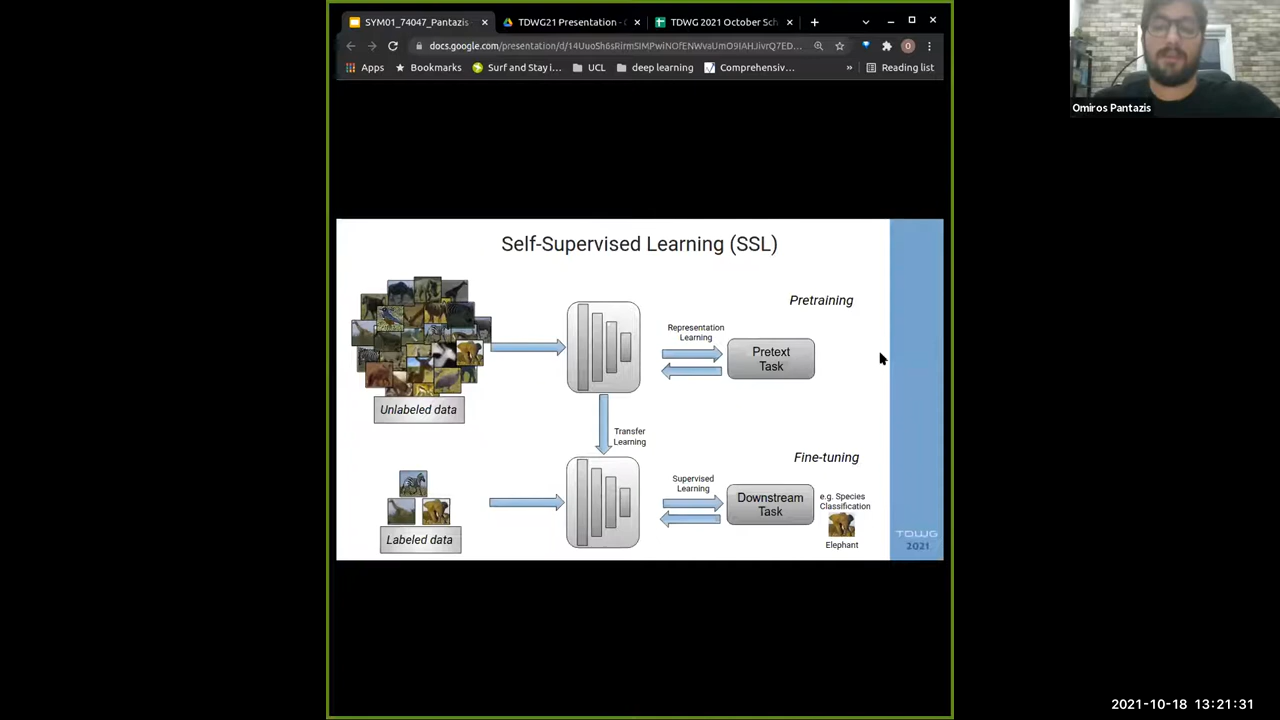 SYM01_74047_Pantazis
TDWG21 Presentation -
TDWG 2021 October Sch
docs.google.com
Apps
Bookmarks
Surf and Stay i...
UCL
deep learning
Comprehensiv...
»
Reading list
Omiros Pantazis
Self-Supervised Learning (SSL)
Pretraining
Representation
Learning
Pretext
Task
Unlabeled data
Transfer
Learning
Fine-tuning
Supervised
Learning
Downstream
Task
e.g. Species
Classification
Elephant
Labeled data
TDWG
2021
2021-10-18 13:21:31